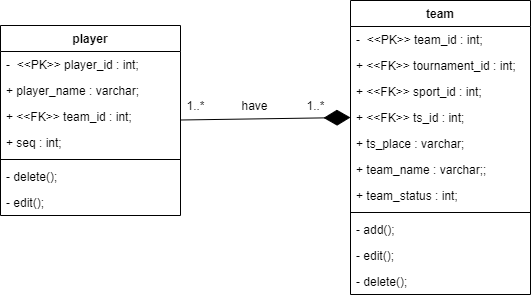 player
- <<PK>> player_id : int;
+ player_name : varchar;
+ <<FK>> team_id : int;
+ seq : int;
- delete();
- edit();
1..* have 1..*
team
- <<PK>> team_id : int;
+ <<FK>> tournament_id : int;
+ <<FK>> sport_id : int;
+ <<FK>> ts_id : int;
+ ts_place : varchar;
+ team_name : varchar;;
+ team_status : int;
- add();
- edit();
- delete();